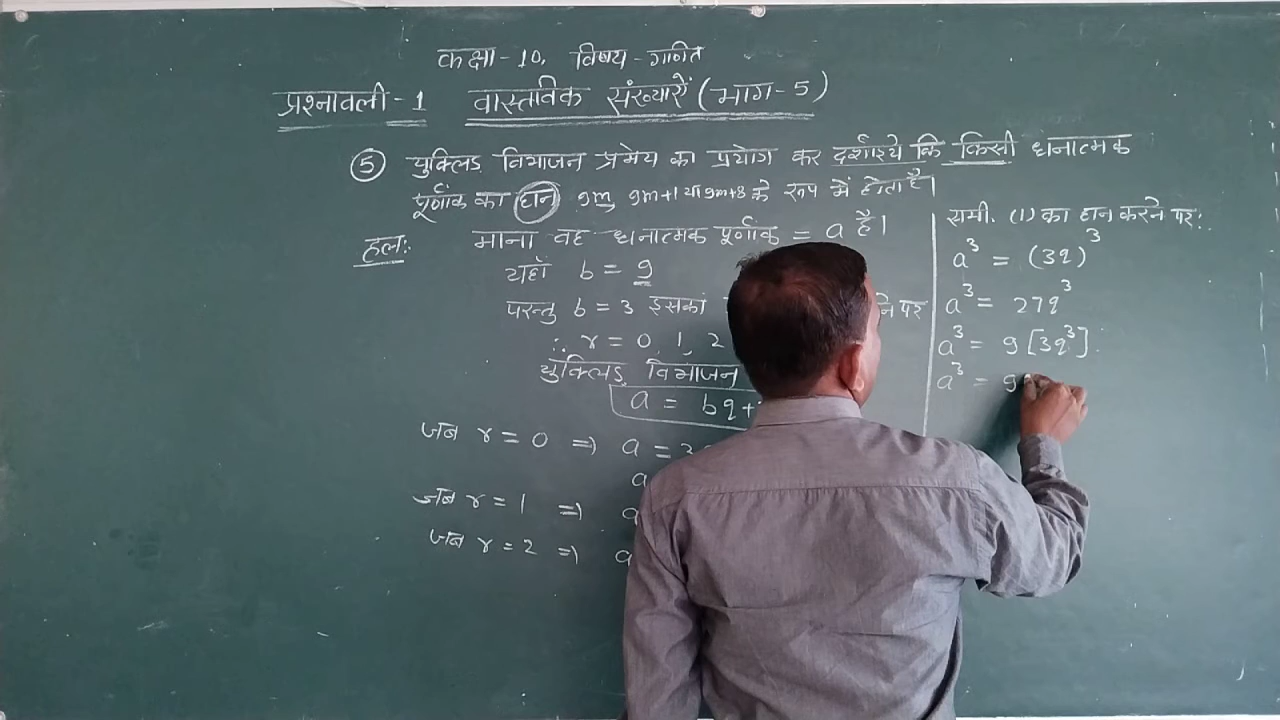 कक्षा - 10, विषय - गणित
प्रश्नावली - 1 वास्तविक संख्याऐं (भाग - 5)
5 युक्लिड विभाजन प्रमेय का प्रयोग कर दर्शाइये कि किसी धनात्मक
पूर्णांक का घन 9m, 9m+1 या 9m+8 के रूप में होता है।
हल: माना वह धनात्मक पूर्णांक = a है।
यहाँ b = 9
परन्तु b = 3 इसका
∴ r = 0, 1, 2
युक्लिड विभाजन
a = bq +
जब r = 0 ⇒ a = 3
a
जब r = 1 ⇒ a
जब r = 2 ⇒ a
समी. (1) का घन करने पर:
a³ = (3q)³
a³ = 27q³
a³ = 9[3q³]
a³ = 9